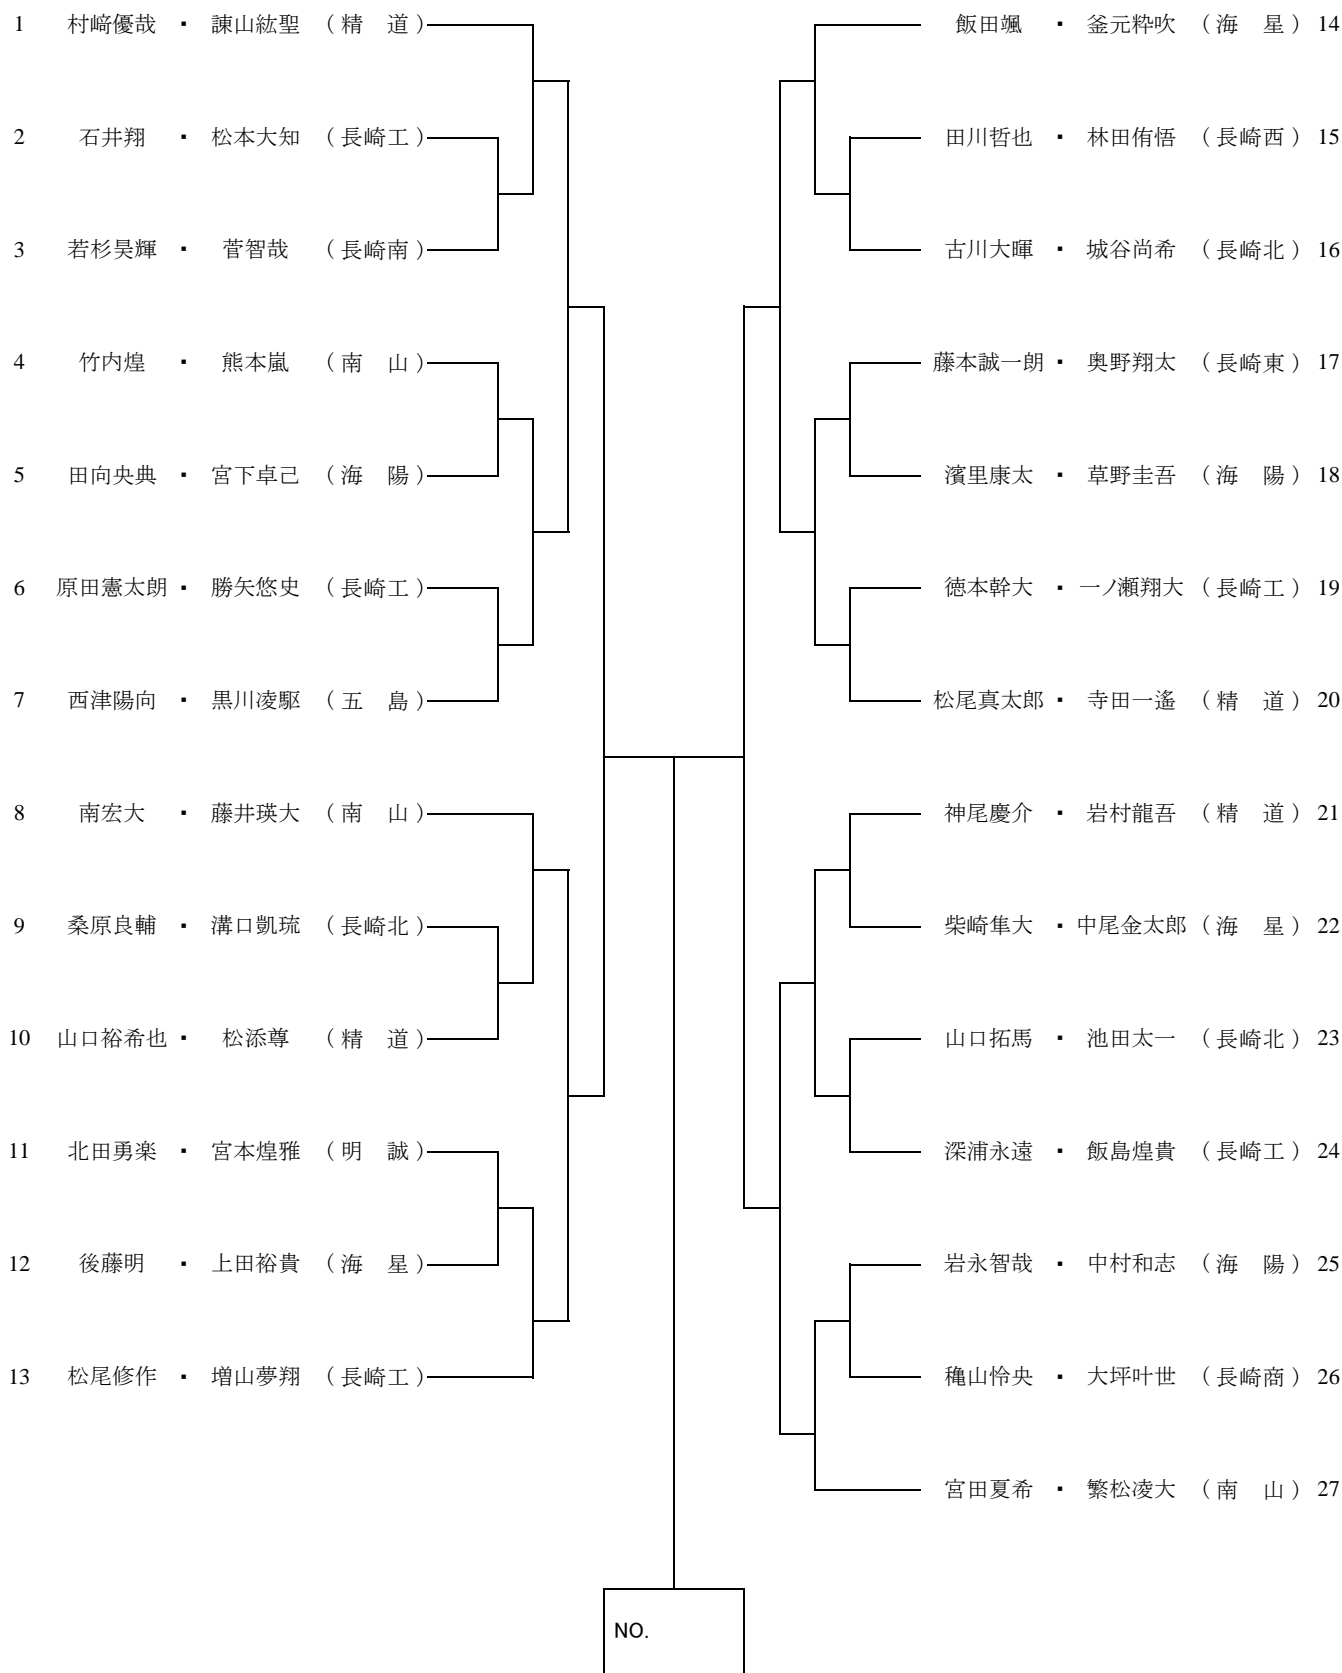 1 村﨑優哉 ・ 諌山紘聖 （精　道）
2 石井翔 ・ 松本大知 （長崎工）
3 若杉昊輝 ・ 菅智哉 （長崎南）
4 竹内煌 ・ 熊本嵐 （南　山）
5 田向央典 ・ 宮下卓己 （海　陽）
6 原田憲太朗 ・ 勝矢悠史 （長崎工）
7 西津陽向 ・ 黒川凌駆 （五　島）
8 南宏大 ・ 藤井瑛大 （南　山）
9 桑原良輔 ・ 溝口凱琉 （長崎北）
10 山口裕希也 ・ 松添尊 （精　道）
11 北田勇楽 ・ 宮本煌雅 （明　誠）
12 後藤明 ・ 上田裕貴 （海　星）
13 松尾修作 ・ 増山夢翔 （長崎工）
飯田颯 ・ 釜元粋吹 （海　星） 14
田川哲也 ・ 林田侑悟 （長崎西） 15
古川大暉 ・ 城谷尚希 （長崎北） 16
藤本誠一朗 ・ 奥野翔太 （長崎東） 17
濱里康太 ・ 草野圭吾 （海　陽） 18
徳本幹大 ・ 一ノ瀬翔大 （長崎工） 19
松尾真太郎 ・ 寺田一遙 （精　道） 20
神尾慶介 ・ 岩村龍吾 （精　道） 21
柴崎隼大 ・ 中尾金太郎 （海　星） 22
山口拓馬 ・ 池田太一 （長崎北） 23
深浦永遠 ・ 飯島煌貴 （長崎工） 24
岩永智哉 ・ 中村和志 （海　陽） 25
穐山怜央 ・ 大坪叶世 （長崎商） 26
宮田夏希 ・ 繁松凌大 （南　山） 27
NO.